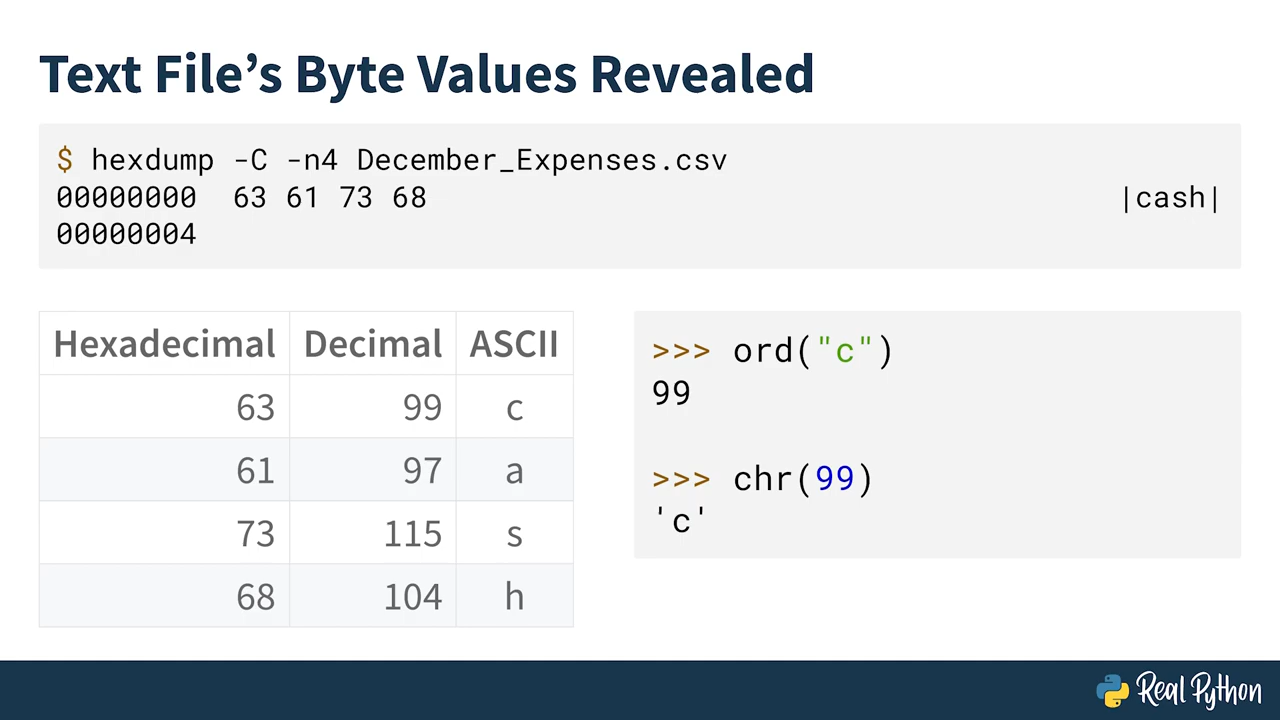 Text File’s Byte Values Revealed
$ hexdump -C -n4 December_Expenses.csv
00000000  63 61 73 68 |cash|
00000004
Hexadecimal Decimal ASCII
63 99 c
61 97 a
73 115 s
68 104 h
>>> ord("c")
99
>>> chr(99)
'c'
Real Python